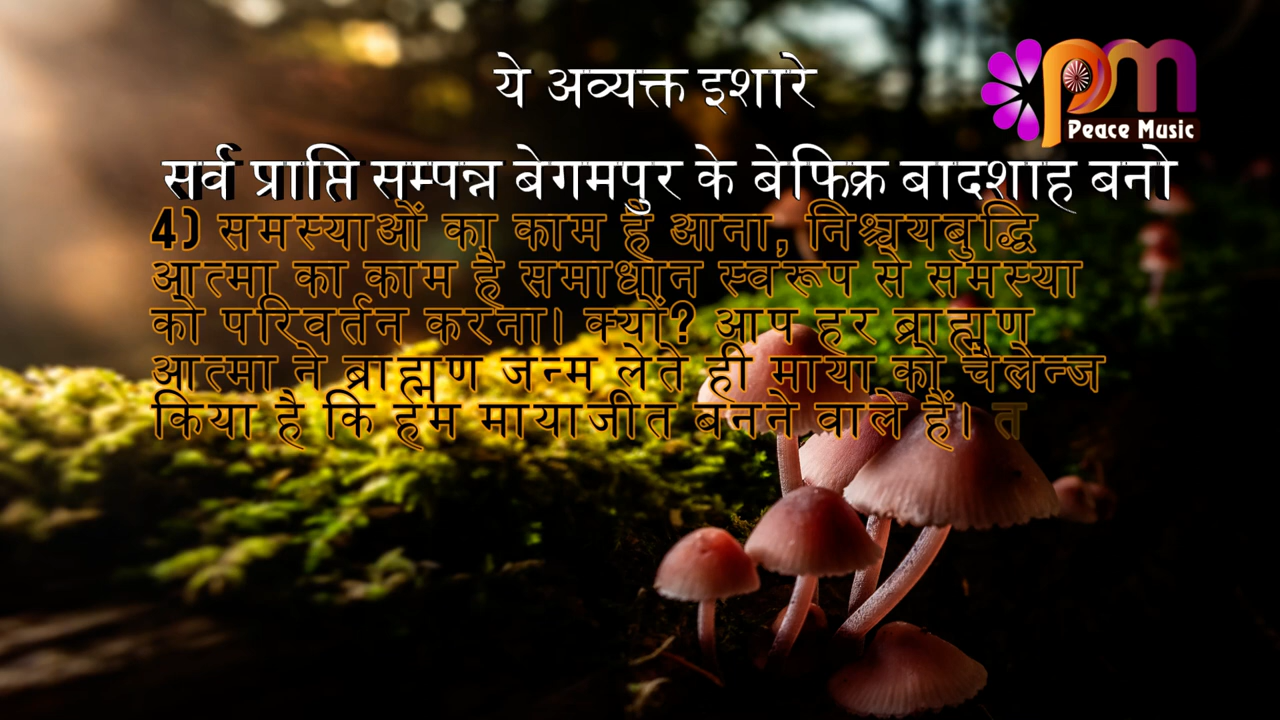 ये अव्यक्त इशारे
pm
Peace Music
सर्व प्राप्ति सम्पन्न बेगमपुर के बेफिक्र बादशाह बनो
4) समस्याओं का काम है आना, निश्चयबुद्धि
आत्मा का काम है समाधान स्वरूप से समस्या
को परिवर्तन करना। क्यों? आप हर ब्राह्मण
आत्मा ने ब्राह्मण जन्म लेते ही माया को चैलेन्ज
किया है कि हम मायाजीत बनने वाले हैं। त